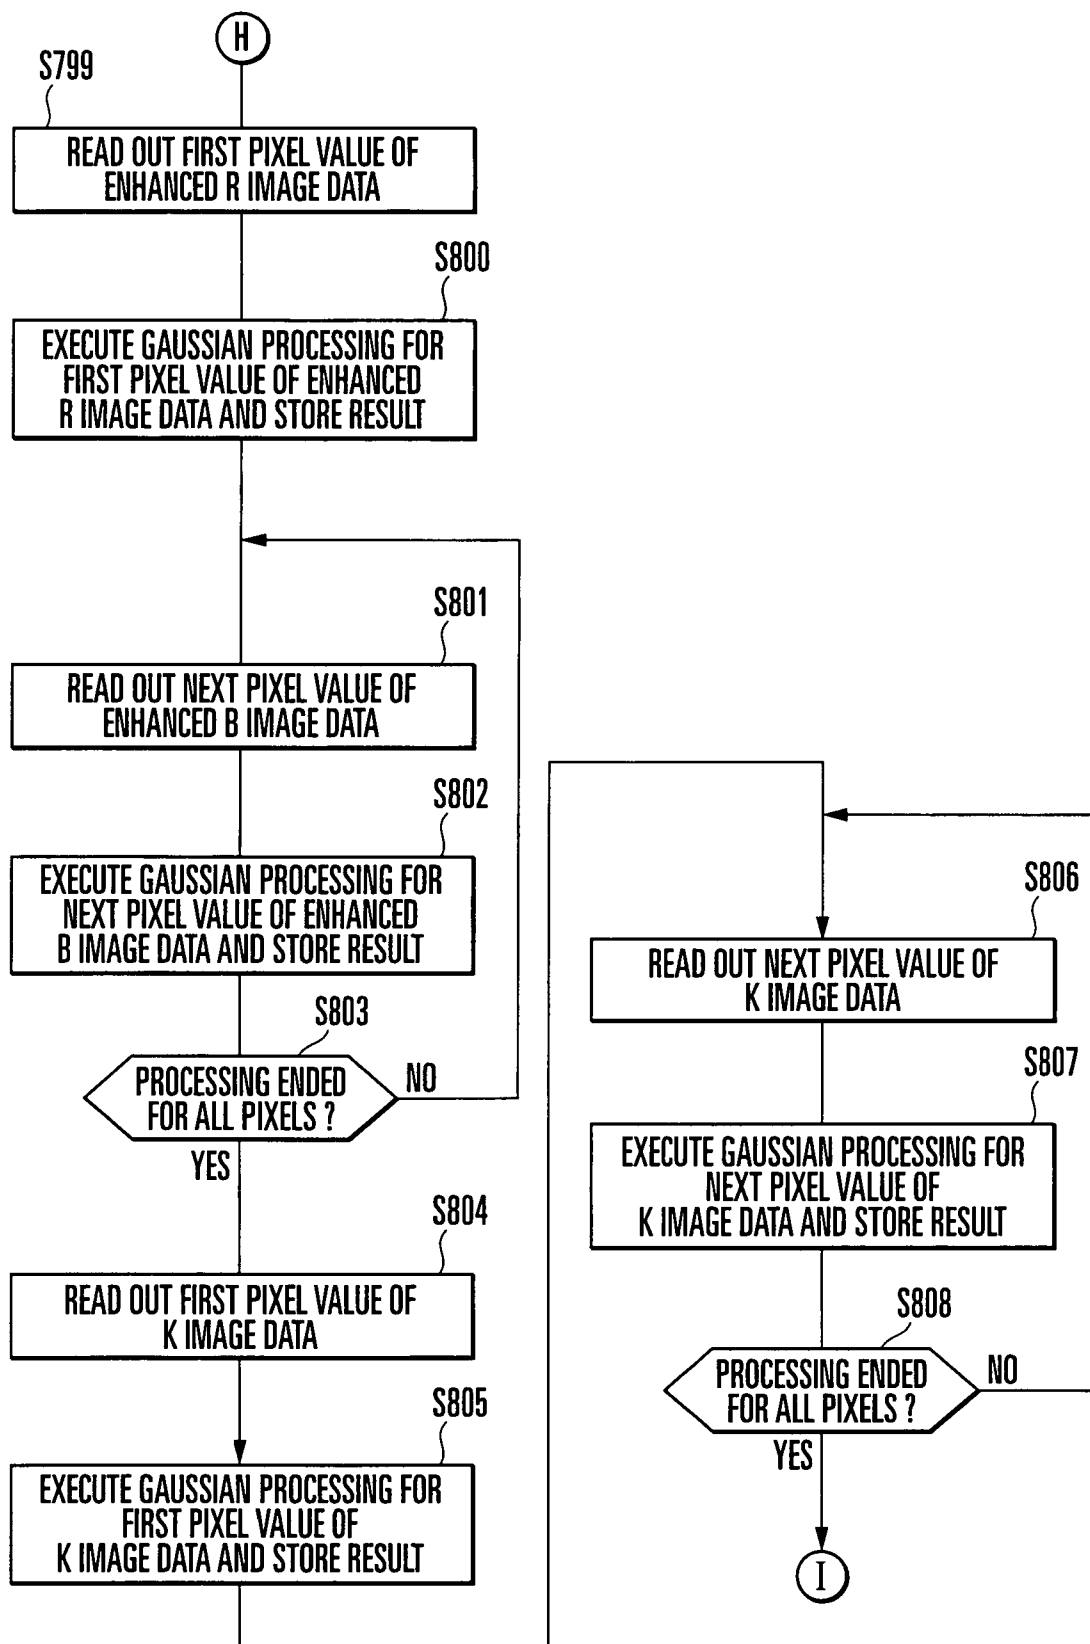 H
S799
READ OUT FIRST PIXEL VALUE OF
ENHANCED R IMAGE DATA
S800
EXECUTE GAUSSIAN PROCESSING FOR
FIRST PIXEL VALUE OF ENHANCED
R IMAGE DATA AND STORE RESULT
S801
READ OUT NEXT PIXEL VALUE OF
ENHANCED B IMAGE DATA
S802
EXECUTE GAUSSIAN PROCESSING FOR
NEXT PIXEL VALUE OF ENHANCED
B IMAGE DATA AND STORE RESULT
S803
PROCESSING ENDED
FOR ALL PIXELS ?
NO
YES
S804
READ OUT FIRST PIXEL VALUE OF
K IMAGE DATA
S805
EXECUTE GAUSSIAN PROCESSING FOR
FIRST PIXEL VALUE OF
K IMAGE DATA AND STORE RESULT
S806
READ OUT NEXT PIXEL VALUE OF
K IMAGE DATA
S807
EXECUTE GAUSSIAN PROCESSING FOR
NEXT PIXEL VALUE OF
K IMAGE DATA AND STORE RESULT
S808
PROCESSING ENDED
FOR ALL PIXELS ?
NO
YES
I